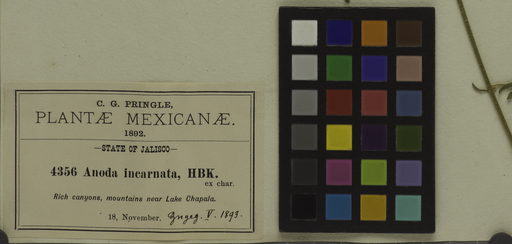 C. G. PRINGLE,
PLANTÆ MEXICANÆ.
1892.
—STATE OF JALISCO—
4356 Anoda incarnata, HBK.
ex char.
Rich canyons, mountains near Lake Chapala.
18, November. V. 1893.